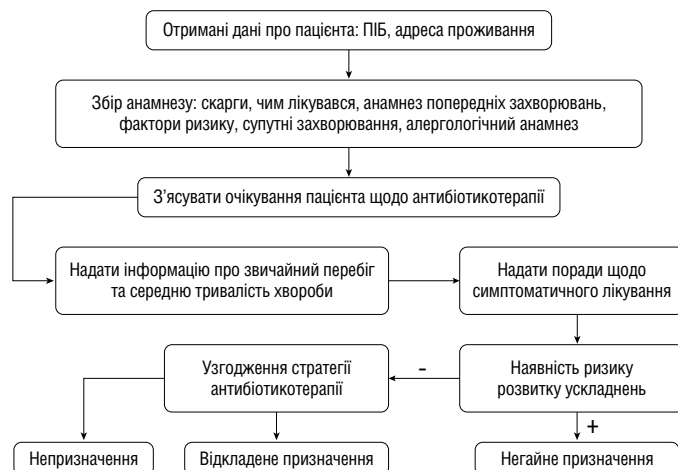 Отримані дані про пацієнта: ПІБ, адреса проживання
Збір анамнезу: скарги, чим лікувався, анамнез попередніх захворювань,
фактори ризику, супутні захворювання, алергологічний анамнез
З’ясувати очікування пацієнта щодо антибіотикотерапії
Надати інформацію про звичайний перебіг
та середню тривалість хвороби
Надати поради щодо
симптоматичного лікування
Узгодження стратегії
антибіотикотерапії
-
Наявність ризику
розвитку ускладнень
+
Непризначення
Відкладене призначення
Негайне призначення